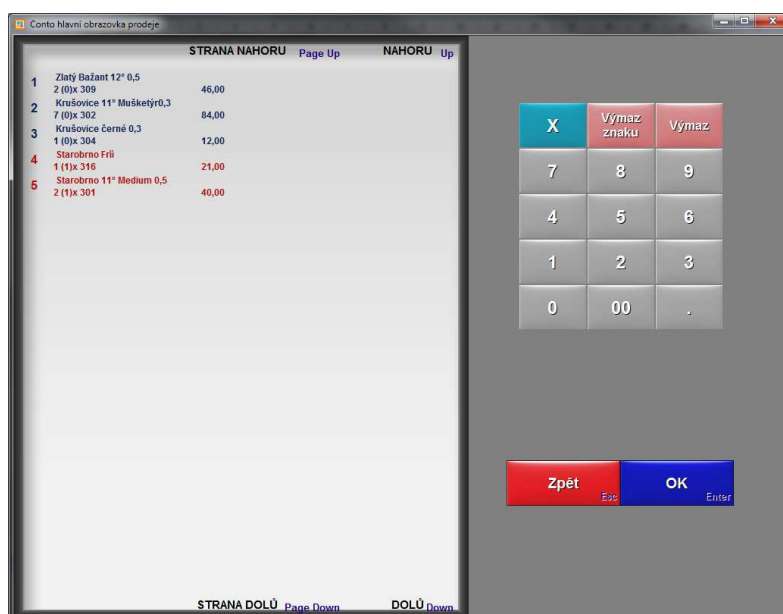 Conto hlavní obrazovka prodeje
STRANA NAHORU Page Up NAHORU Up
1 Zlatý Bažant 12° 0,5
2 (0)x 309 46,00
2 Krušovice 11° Mušketýr0,3
7 (0)x 302 84,00
3 Krušovice černé 0,3
1 (0)x 304 12,00
4 Starobrno Fríí
1 (1)x 316 21,00
5 Starobrno 11° Medium 0,5
2 (1)x 301 40,00
STRANA DOLŮ Page Down DOLŮ Down
X Výmaz znaku Výmaz
7 8 9
4 5 6
1 2 3
0 00 .
Zpět Esc OK Enter